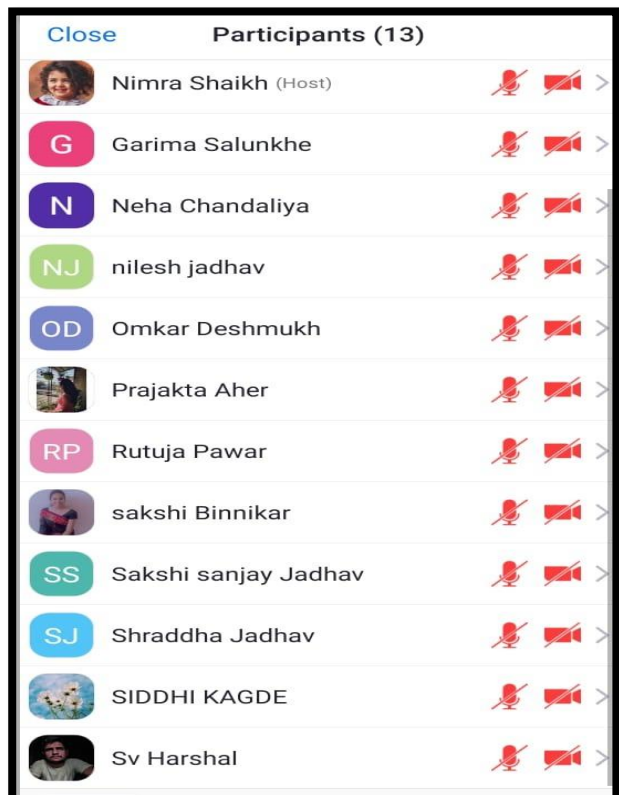 Close Participants (13)
Nimra Shaikh (Host)
G Garima Salunkhe
N Neha Chandaliya
NJ nilesh jadhav
OD Omkar Deshmukh
Prajakta Aher
RP Rutuja Pawar
sakshi Binnikar
SS Sakshi sanjay Jadhav
SJ Shraddha Jadhav
SIDDHI KAGDE
Sv Harshal